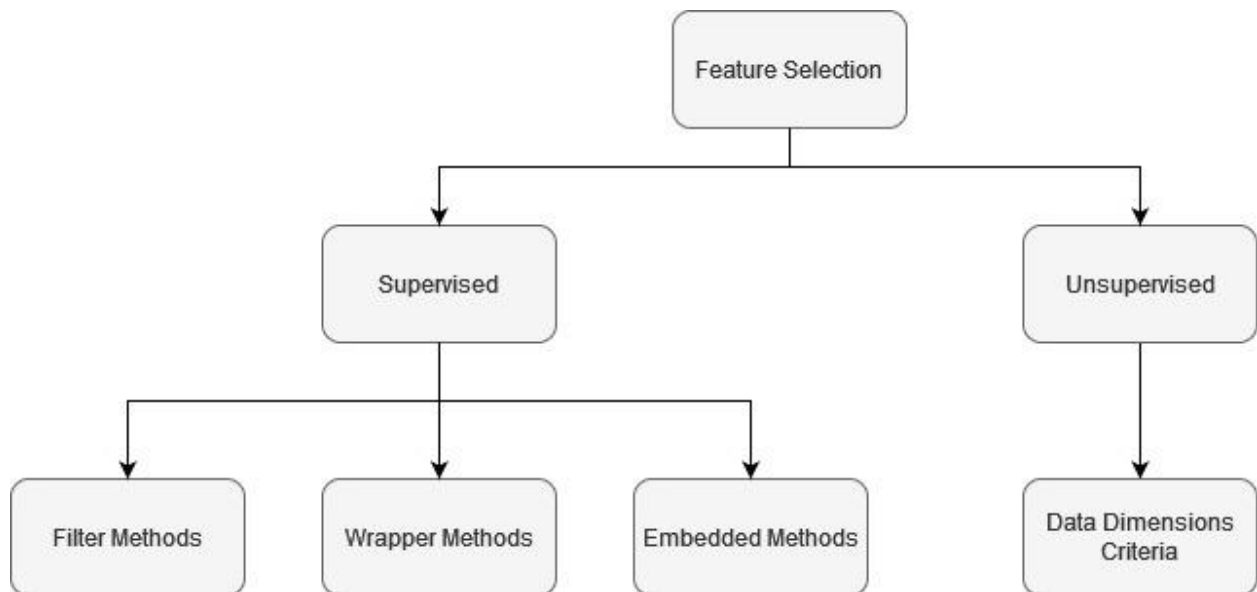 Feature Selection
Supervised
Unsupervised
Filter Methods
Wrapper Methods
Embedded Methods
Data Dimensions
Criteria